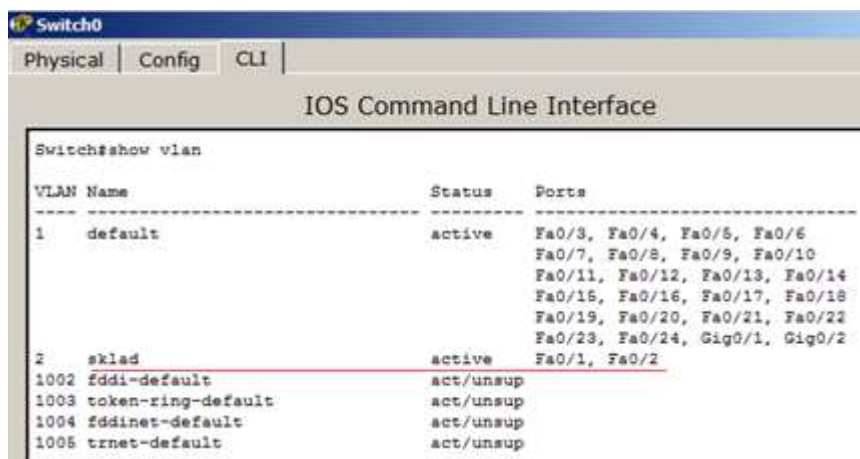 Switch0
Physical Config CLI
IOS Command Line Interface
Switch#show vlan
VLAN Name Status Ports
---- -------------------------------- --------- -------------------------------
1 default active Fa0/3, Fa0/4, Fa0/5, Fa0/6
Fa0/7, Fa0/8, Fa0/9, Fa0/10
Fa0/11, Fa0/12, Fa0/13, Fa0/14
Fa0/15, Fa0/16, Fa0/17, Fa0/18
Fa0/19, Fa0/20, Fa0/21, Fa0/22
Fa0/23, Fa0/24, Gig0/1, Gig0/2
2 sklad active Fa0/1, Fa0/2
1002 fddi-default act/unsup
1003 token-ring-default act/unsup
1004 fddinet-default act/unsup
1005 trnet-default act/unsup